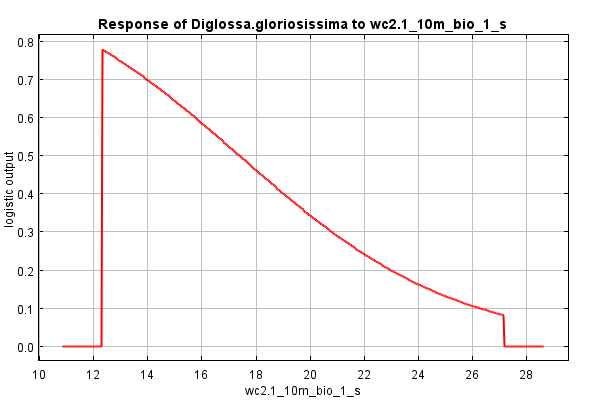 Response of Diglossa.gloriosissima to wc2.1_10m_bio_1_s
0.8
0.7
0.6
0.5
0.4
0.3
0.2
0.1
0.0
logistic output
10 12 14 16 18 20 22 24 26 28
wc2.1_10m_bio_1_s